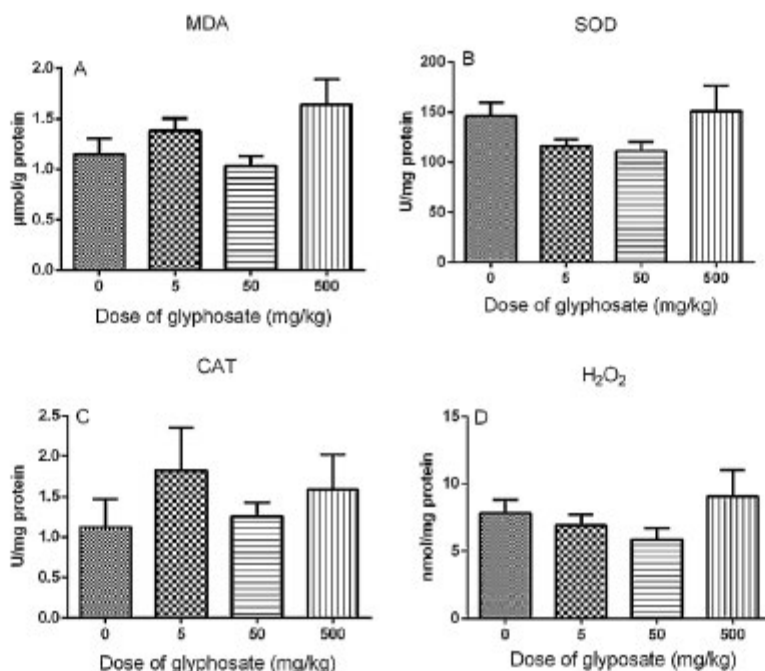 MDA
A
2.0
1.5
1.0
0.5
0.0
µmol/g protein
0 5 50 500
Dose of glyphosate (mg/kg)
SOD
B
200
150
100
50
0
U/mg protein
0 5 50 500
Dose of glyphosate (mg/kg)
CAT
C
2.5
2.0
1.5
1.0
0.5
0.0
U/mg protein
0 5 50 500
Dose of glyphosate (mg/kg)
H₂O₂
D
15
10
5
0
nmol/mg protein
0 5 50 500
Dose of glyposate (mg/kg)